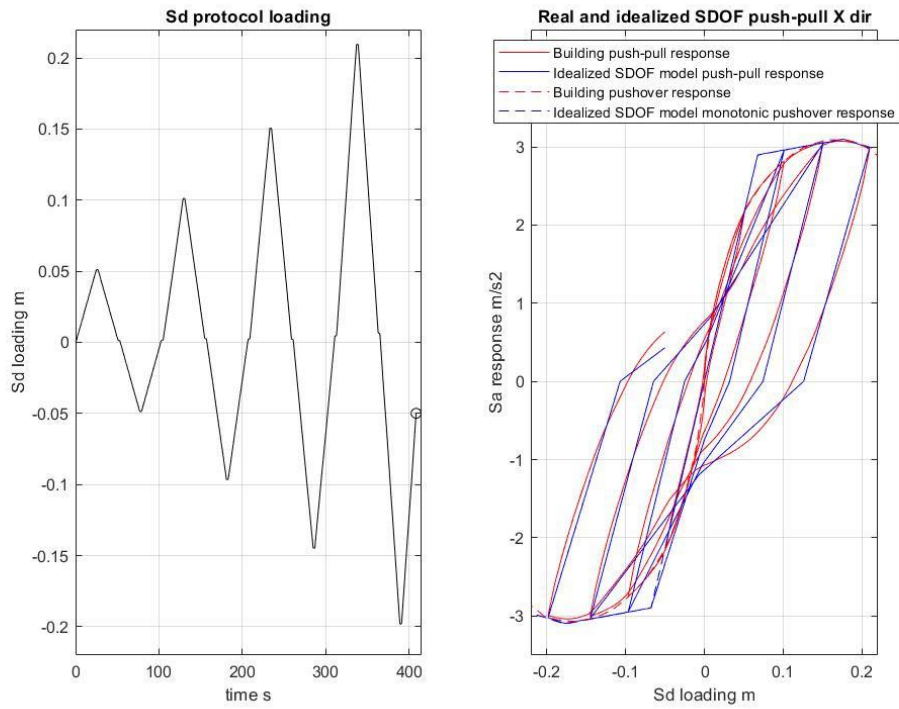 Sd protocol loading
0.2
0.15
0.1
0.05
0
-0.05
-0.1
-0.15
-0.2
Sd loading m
0
100
200
300
400
time s
Real and idealized SDOF push-pull X dir
Building push-pull response
Idealized SDOF model push-pull response
Building pushover response
Idealized SDOF model monotonic pushover response
3
2
1
0
-1
-2
-3
Sa response m/s2
-0.2
-0.1
0
0.1
0.2
Sd loading m